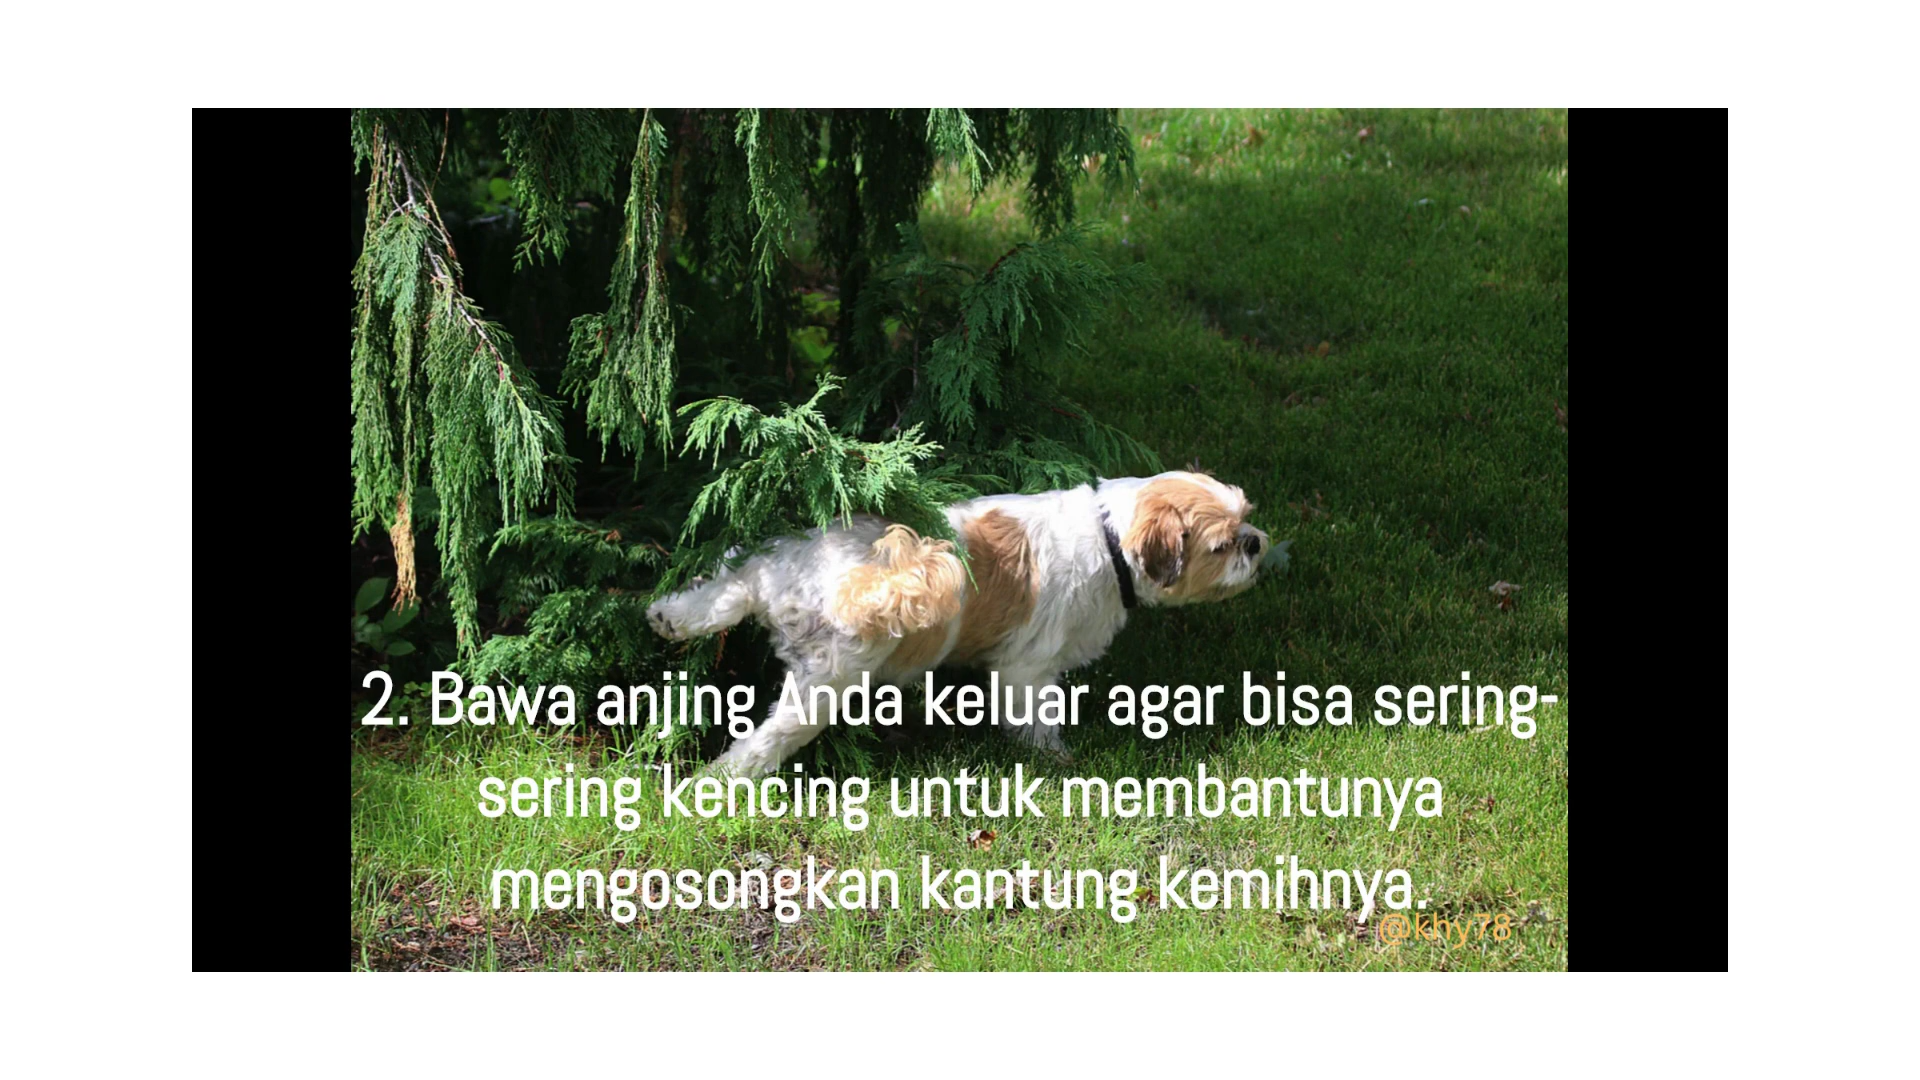 2. Bawa anjing Anda keluar agar bisa sering-
sering kencing untuk membantunya
mengosongkan kantung kemihnya.
@khy78